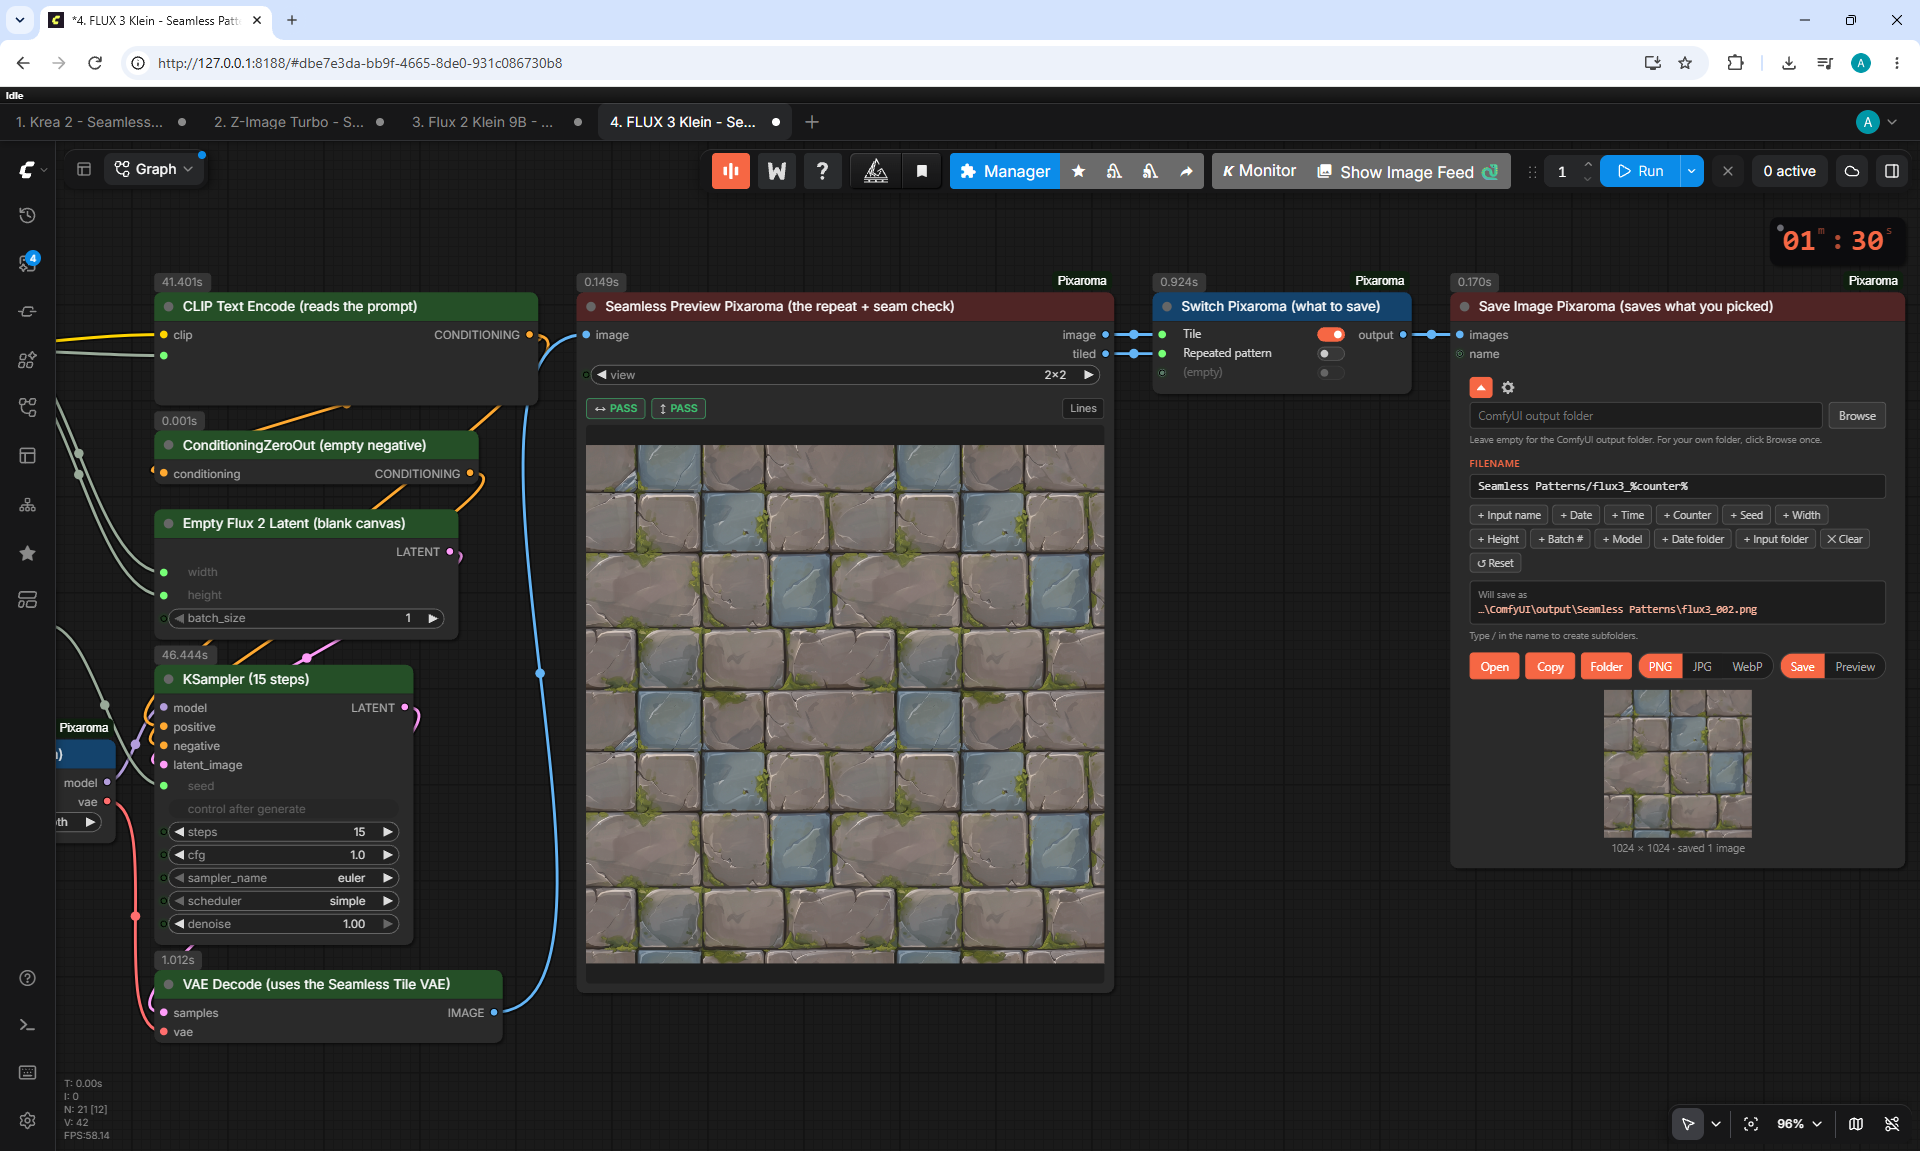 *4. FLUX 3 Klein - Seamless Patt
http://127.0.0.1:8188/#dbe7e3da-bb9f-4665-8de0-931c086730b8
A
Idle
1. Krea 2 - Seamless...
2. Z-Image Turbo - S...
3. Flux 2 Klein 9B - ...
4. FLUX 3 Klein - Se...
A
Graph
W
?
Manager
K Monitor
Show Image Feed
1
Run
0 active
01m : 30s
4
41.401s
CLIP Text Encode (reads the prompt)
clip
CONDITIONING
0.001s
ConditioningZeroOut (empty negative)
conditioning
CONDITIONING
Empty Flux 2 Latent (blank canvas)
LATENT
width
height
batch_size
1
46.444s
KSampler (15 steps)
model
LATENT
positive
negative
latent_image
seed
control after generate
steps
15
cfg
1.0
sampler_name
euler
scheduler
simple
denoise
1.00
Pixaroma
)
model
vae
th
1.012s
VAE Decode (uses the Seamless Tile VAE)
samples
IMAGE
vae
0.149s
Pixaroma
Seamless Preview Pixaroma (the repeat + seam check)
image
image
tiled
view
2×2
↔ PASS
↕ PASS
Lines
0.924s
Pixaroma
Switch Pixaroma (what to save)
Tile
output
Repeated pattern
(empty)
0.170s
Pixaroma
Save Image Pixaroma (saves what you picked)
images
name
ComfyUI output folder
Browse
Leave empty for the ComfyUI output folder. For your own folder, click Browse once.
FILENAME
Seamless Patterns/flux3_%counter%
+ Input name
+ Date
+ Time
+ Counter
+ Seed
+ Width
+ Height
+ Batch #
+ Model
+ Date folder
+ Input folder
✕ Clear
↺ Reset
Will save as
…\ComfyUI\output\Seamless Patterns\flux3_002.png
Type / in the name to create subfolders.
Open
Copy
Folder
PNG
JPG
WebP
Save
Preview
1024 × 1024 · saved 1 image
T: 0.00s
I: 0
N: 21 [12]
V: 42
FPS:58.14
96%